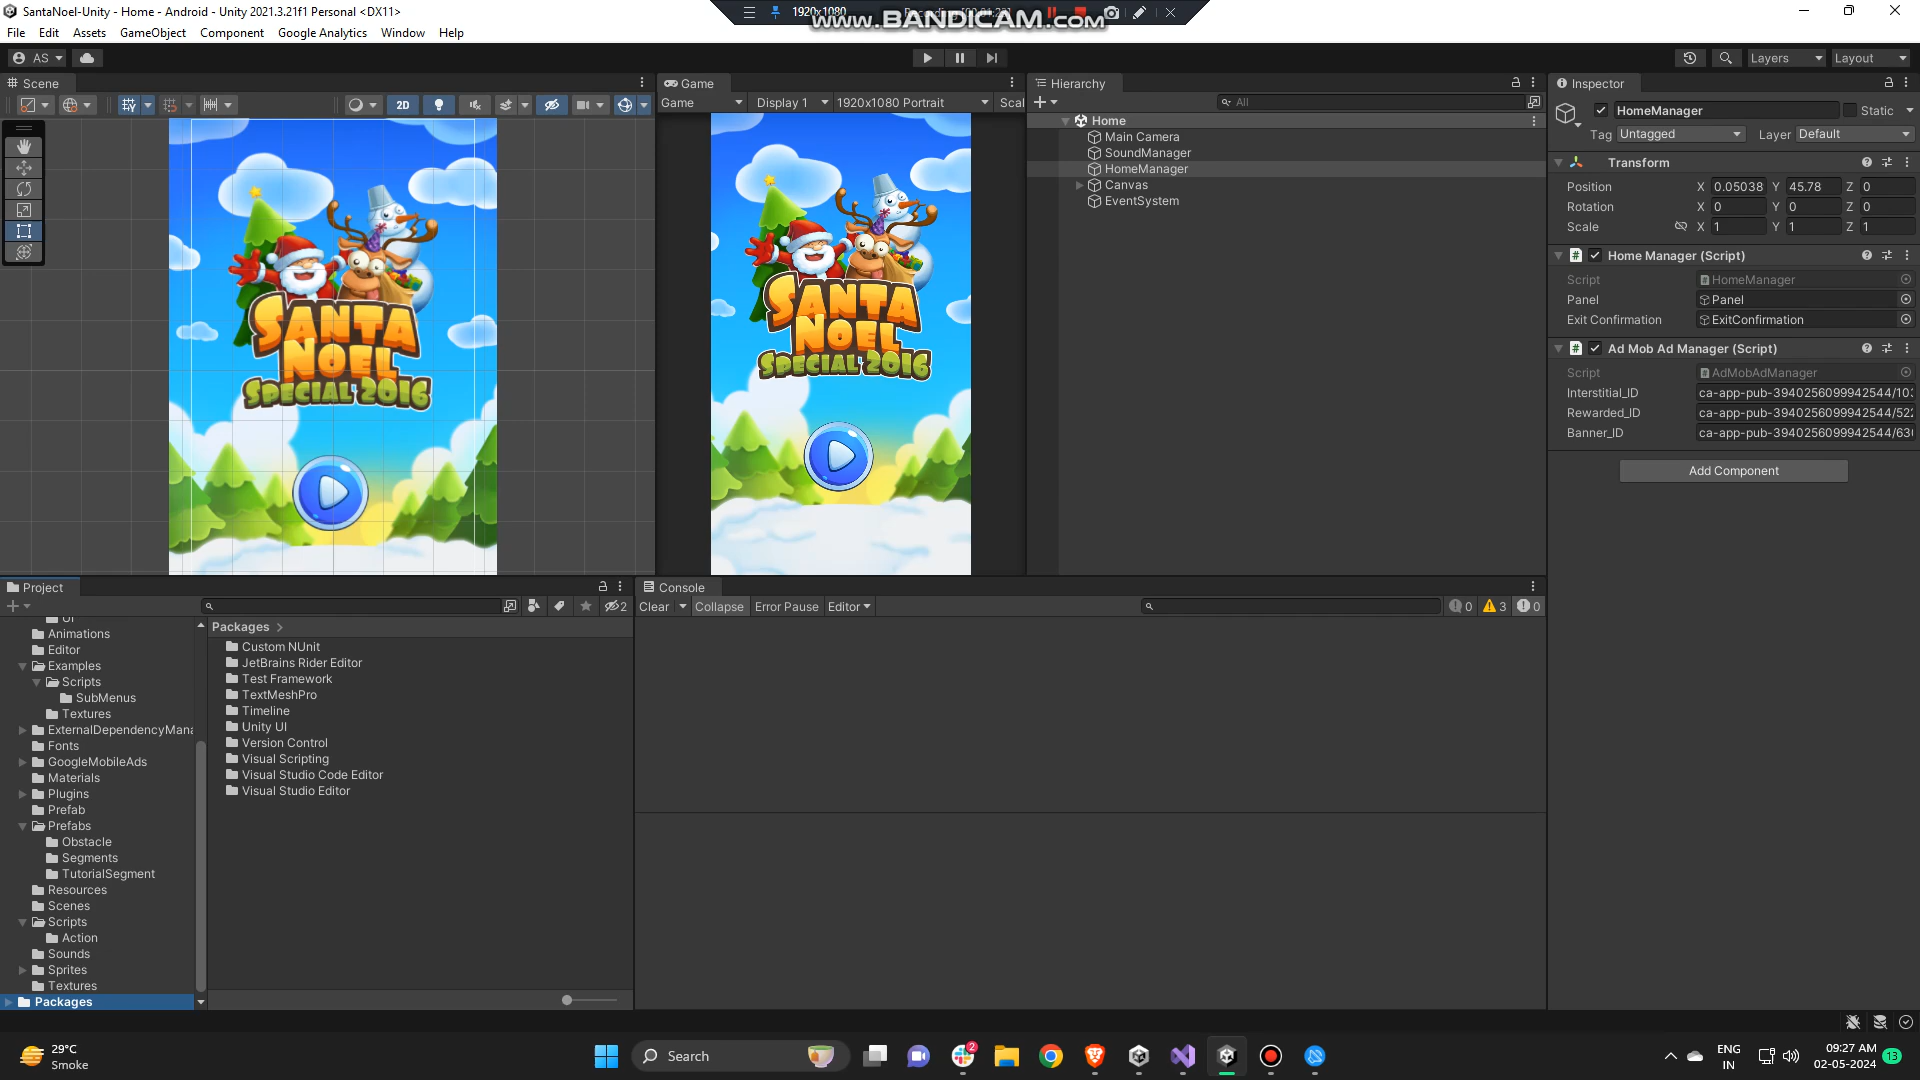 SantaNoel-Unity - Home - Android - Unity 2021.3.21f1 Personal <DX11>
1920x1080
www.BANDICAM.com
File Edit Assets GameObject Component Google Analytics Window Help
AS
Layers
Layout
Scene
2D
Game
Game
Display 1
1920x1080 Portrait
Scal
SANTA
NOEL
SPECIAL 2016
SANTA
NOEL
SPECIAL 2016
Hierarchy
All
Home
Main Camera
SoundManager
HomeManager
Canvas
EventSystem
Inspector
HomeManager
Static
Tag Untagged
Layer Default
Transform
Position X 0.05038 Y 45.78 Z 0
Rotation X 0 Y 0 Z 0
Scale X 1 Y 1 Z 1
Home Manager (Script)
Script HomeManager
Panel Panel
Exit Confirmation ExitConfirmation
Ad Mob Ad Manager (Script)
Script AdMobAdManager
Interstitial_ID ca-app-pub-3940256099942544/103
Rewarded_ID ca-app-pub-3940256099942544/522
Banner_ID ca-app-pub-3940256099942544/630
Add Component
Project
2
UI
Animations
Editor
Examples
Scripts
SubMenus
Textures
ExternalDependencyMana
Fonts
GoogleMobileAds
Materials
Plugins
Prefab
Prefabs
Obstacle
Segments
TutorialSegment
Resources
Scenes
Scripts
Action
Sounds
Sprites
Textures
Packages
Packages
Custom NUnit
JetBrains Rider Editor
Test Framework
TextMeshPro
Timeline
Unity UI
Version Control
Visual Scripting
Visual Studio Code Editor
Visual Studio Editor
Console
Clear Collapse Error Pause Editor
0 3 0
29°C
Smoke
Search
2
ENG
IN
09:27 AM
02-05-2024
13